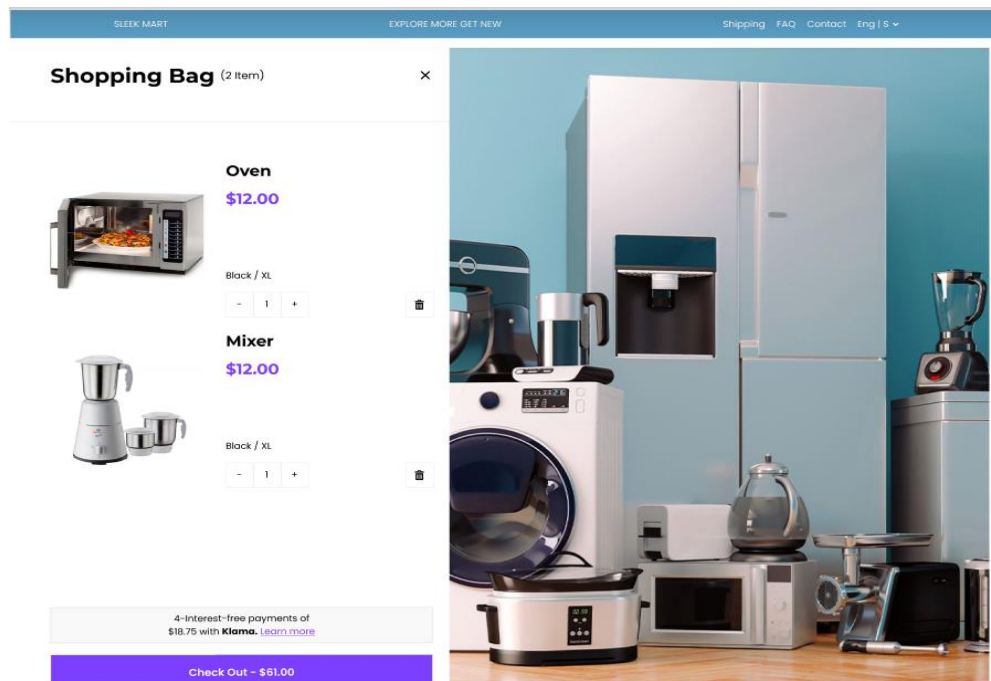 SLEEK MART
EXPLORE MORE GET NEW
Shipping FAQ Contact Eng | S
Shopping Bag (2 Item)
Oven
$12.00
Black / XL
- 1 +
Mixer
$12.00
Black / XL
- 1 +
4-Interest-free payments of
$18.75 with Klama. Learn more
Check Out - $61.00